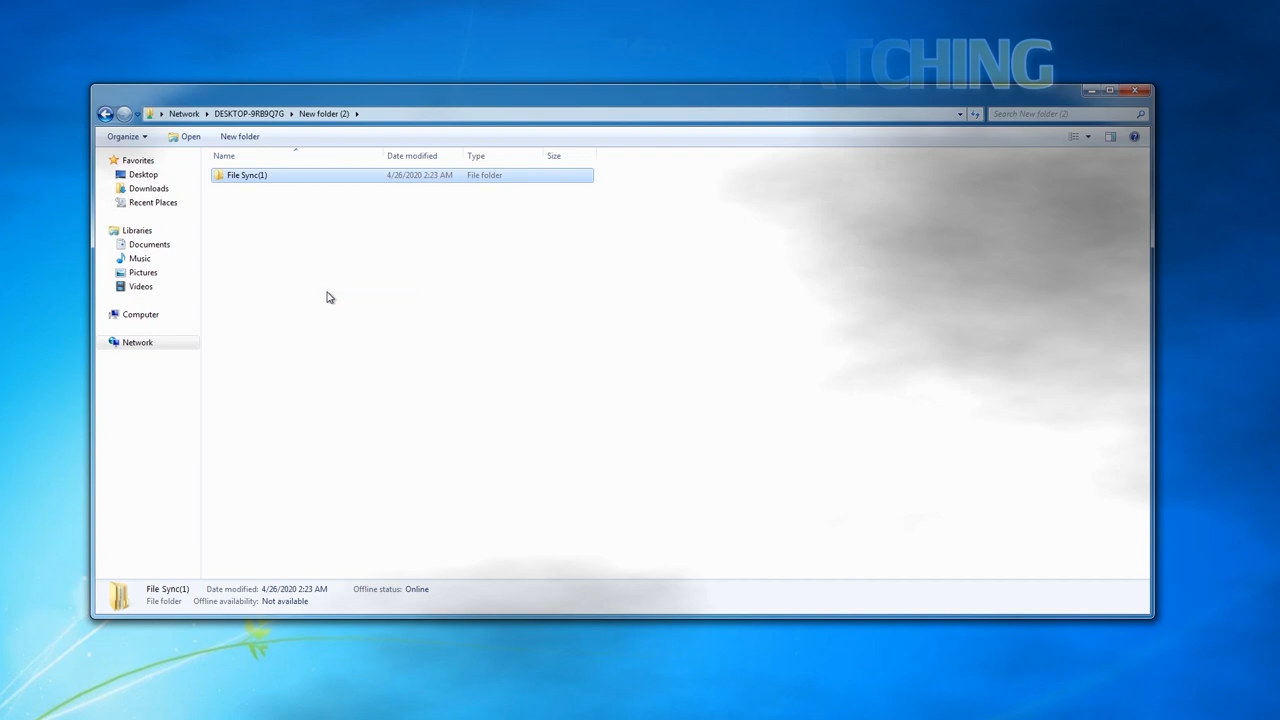 TCHING
Network DESKTOP-9RB9Q7G New folder (2)
Search New folder (2)
Organize Open New folder
Name Date modified Type Size
File Sync(1) 4/26/2020 2:23 AM File folder
Favorites
Desktop
Downloads
Recent Places
Libraries
Documents
Music
Pictures
Videos
Computer
Network
File Sync(1) Date modified: 4/26/2020 2:23 AM Offline status: Online
File folder Offline availability: Not available